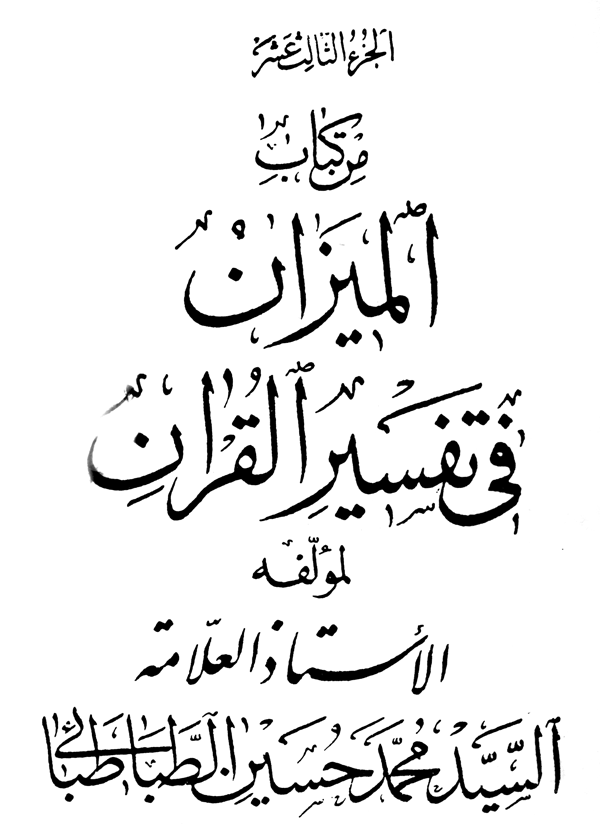 الجزء الثالث عشر
من كتاب
الميزان
في تفسير القرآن
لمؤلفه
الأستاذ العلامة
السيد محمد حسين الطباطبائي